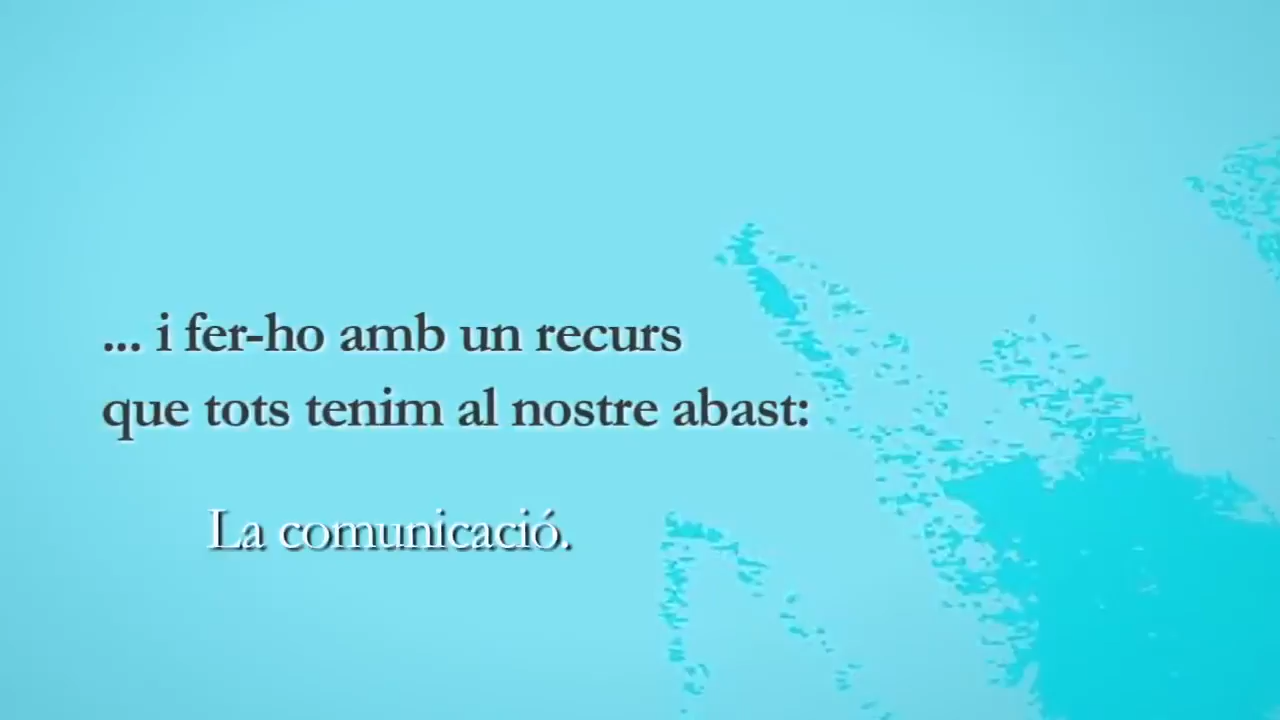 ... i fer-ho amb un recurs
que tots tenim al nostre abast:
La comunicació.